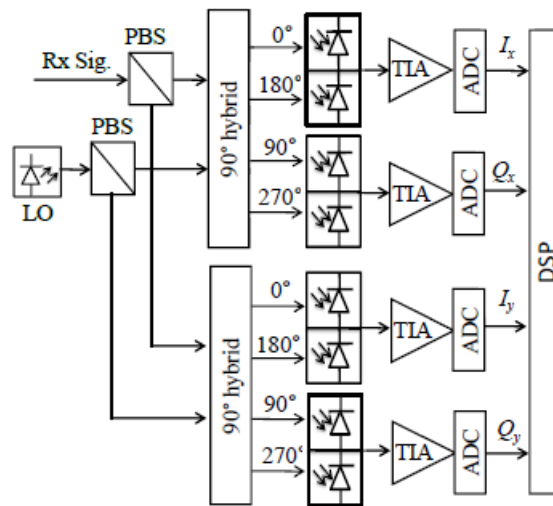 PBS
Rx Sig.
PBS
LO
90° hybrid
0°
180°
90°
270°
TIA
ADC
I_x
TIA
ADC
Q_x
90° hybrid
0°
180°
90°
270°
TIA
ADC
I_y
TIA
ADC
Q_y
DSP